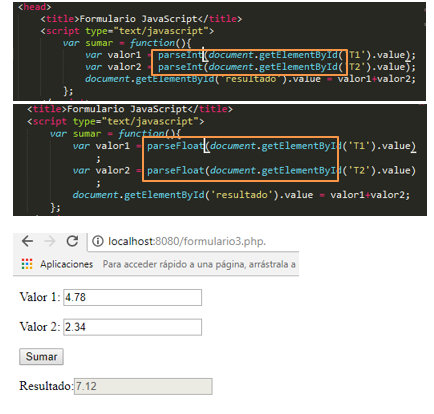 <head>
<title>Formulario JavaScript</title>
<script type="text/javascript">
var sumar = function(){
var valor1 = parseInt(document.getElementById('T1').value);
var valor2 = parseInt(document.getElementById('T2').value);
document.getElementById('resultado').value = valor1+valor2;
};
<title>Formulario JavaScript</title>
<script type="text/javascript">
var sumar = function(){
var valor1 = parseFloat(document.getElementById('T1').value)
;
var valor2 = parseFloat(document.getElementById('T2').value)
;
document.getElementById('resultado').value = valor1+valor2;
};
localhost:8080/formulario3.php.
Aplicaciones Para acceder rápido a una página, arrástrala a
Valor 1: 4.78
Valor 2: 2.34
Sumar
Resultado: 7.12